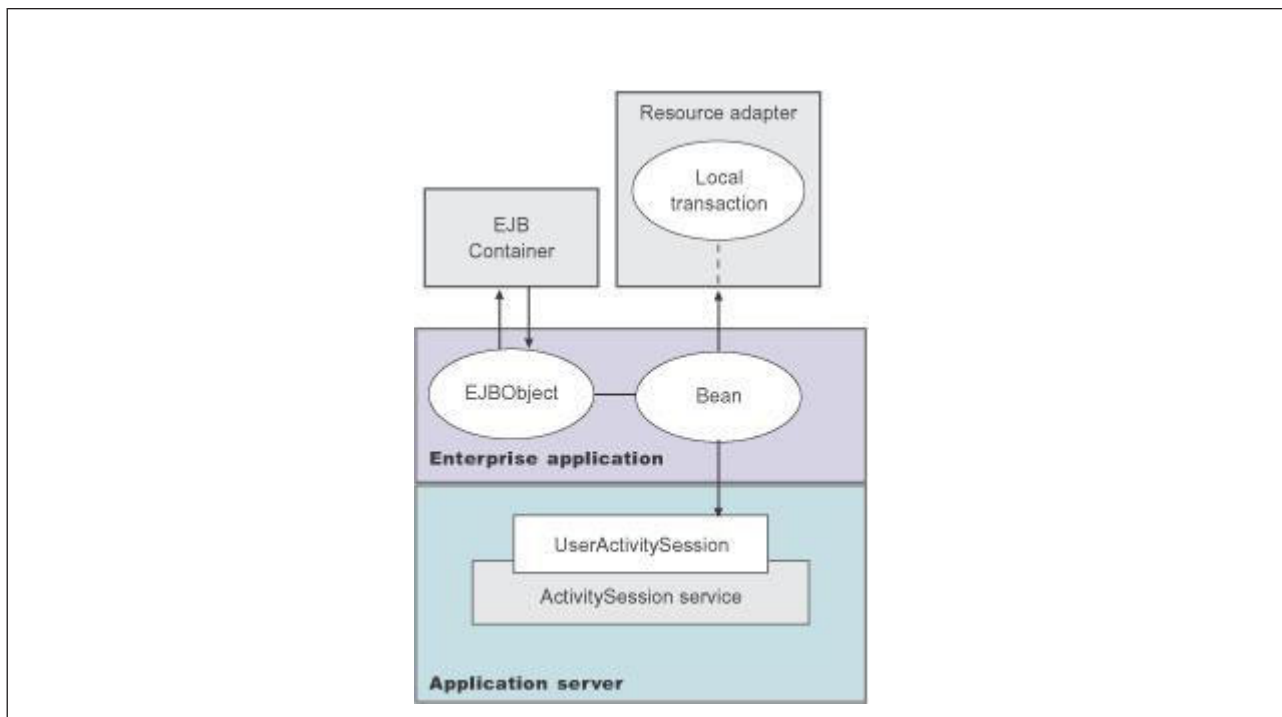 Resource adapter
Local
transaction
EJB
Container
EJBObject
Bean
Enterprise application
UserActivitySession
ActivitySession service
Application server